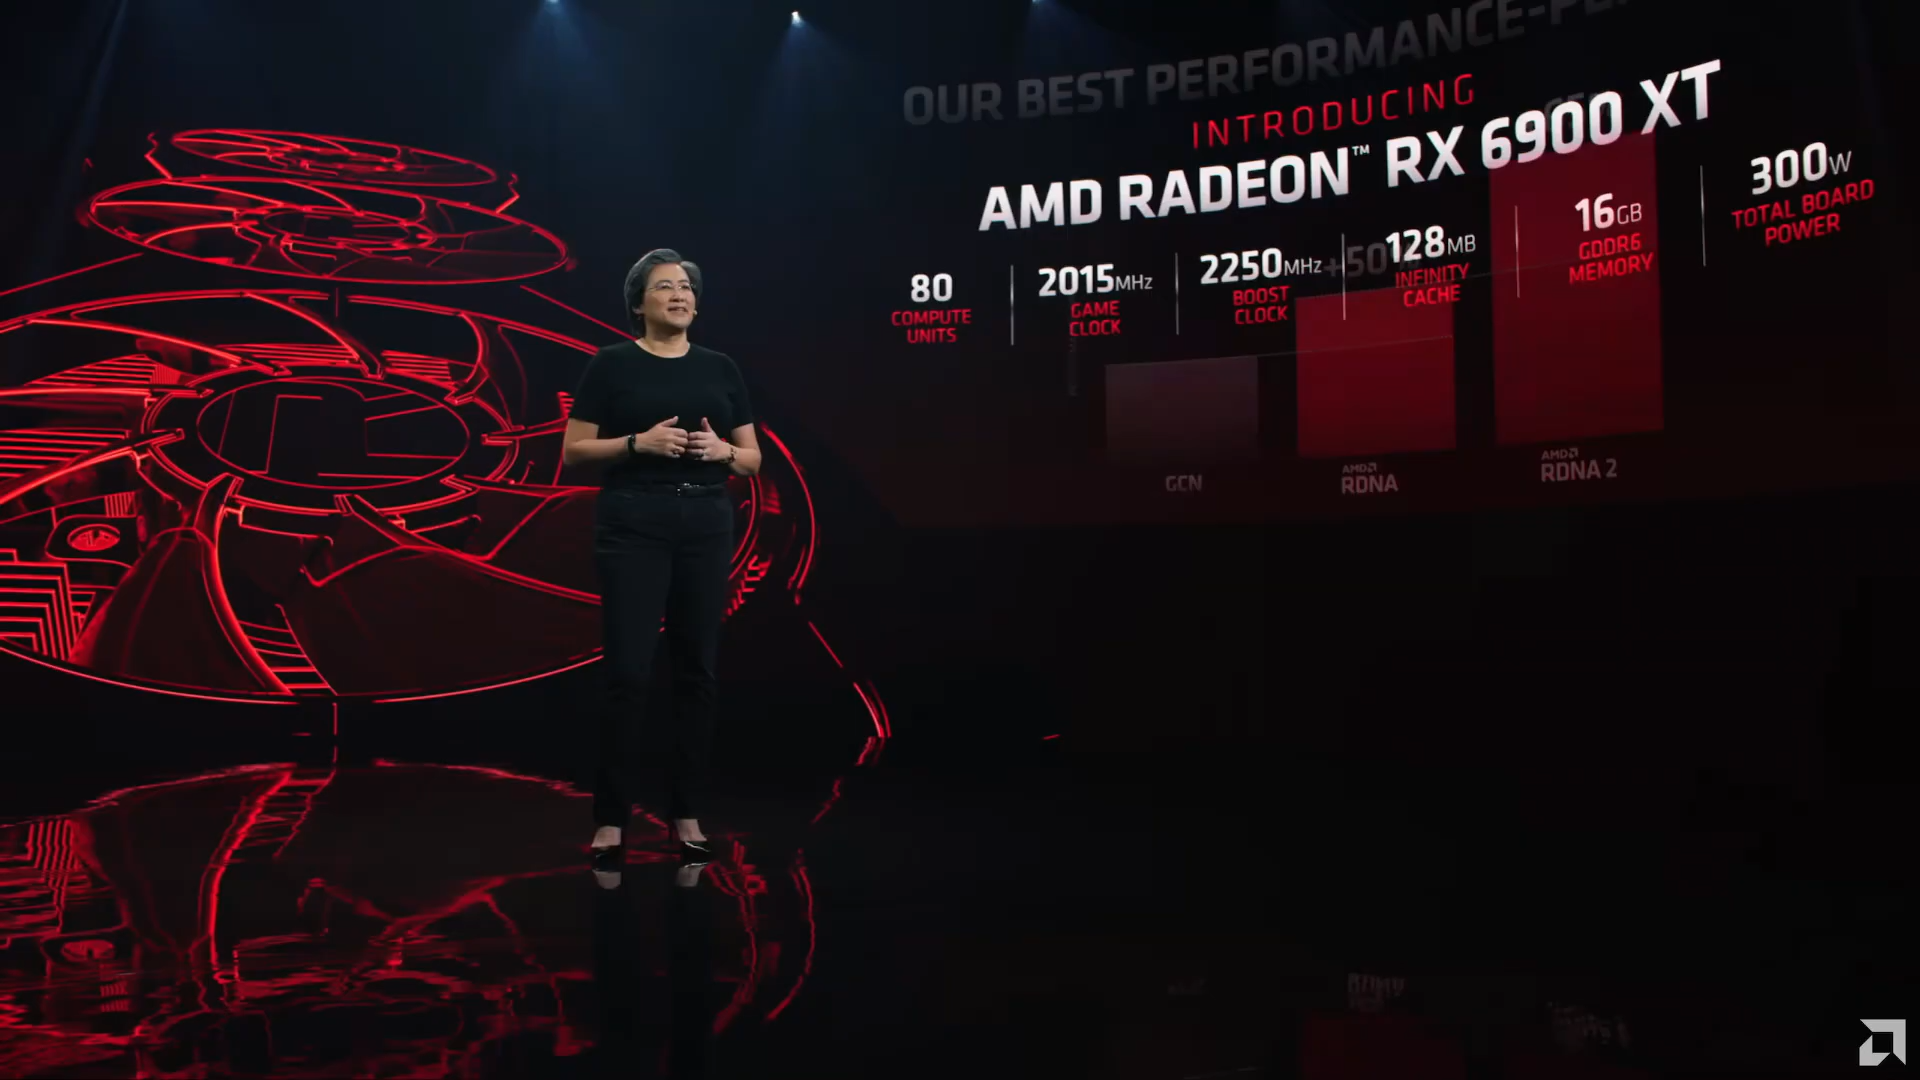 OUR BEST PERFORMANCE-
INTRODUCING
AMD RADEON™ RX 6900 XT
80
COMPUTE
UNITS
2015MHz
GAME
CLOCK
2250MHz
BOOST
CLOCK
+50
128MB
INFINITY
CACHE
16GB
GDDR6
MEMORY
300W
TOTAL BOARD
POWER
GCN
AMD
RDNA
AMD
RDNA 2